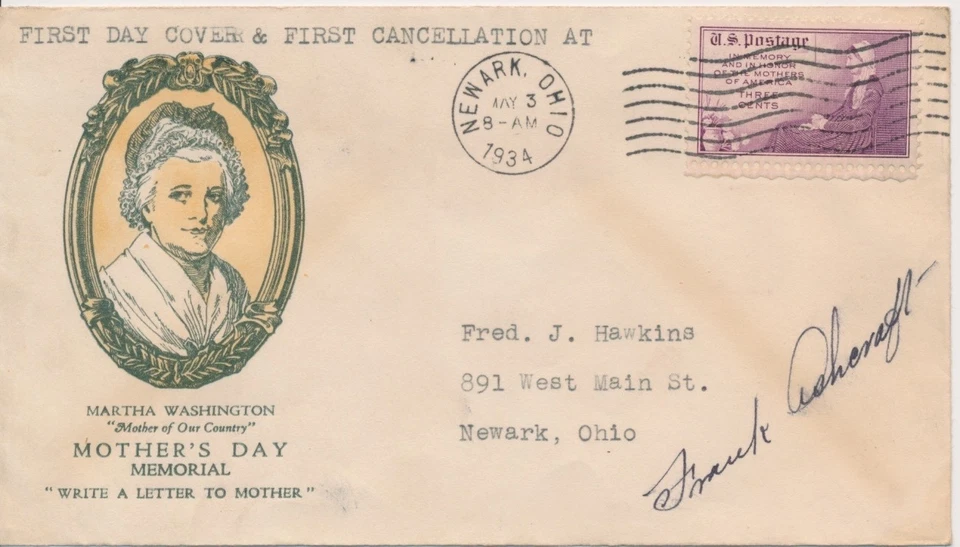 FIRST DAY COVER & FIRST CANCELLATION AT
NEWARK, OHIO
MAY 3
8-AM
1934
U.S. Postage
IN MEMORY
AND IN HONOR
OF THE MOTHERS
OF AMERICA
THREE
CENTS
Fred. J. Hawkins
891 West Main St.
Newark, Ohio
Frank Ashcraft
MARTHA WASHINGTON
"Mother of Our Country"
MOTHER'S DAY
MEMORIAL
"WRITE A LETTER TO MOTHER"